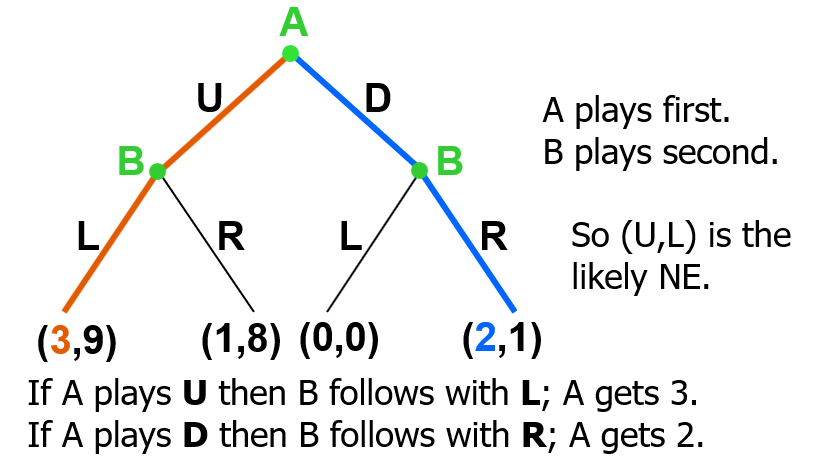 A
U D
A plays first.
B B
B plays second.
L R L R
So (U,L) is the
likely NE.
(3,9) (1,8) (0,0) (2,1)
If A plays U then B follows with L; A gets 3.
If A plays D then B follows with R; A gets 2.